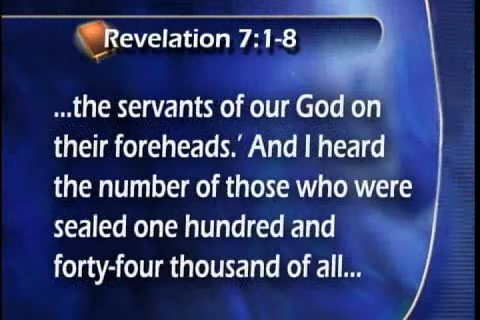 Revelation 7:1-8
...the servants of our God on
their foreheads.' And I heard
the number of those who were
sealed one hundred and
forty-four thousand of all...